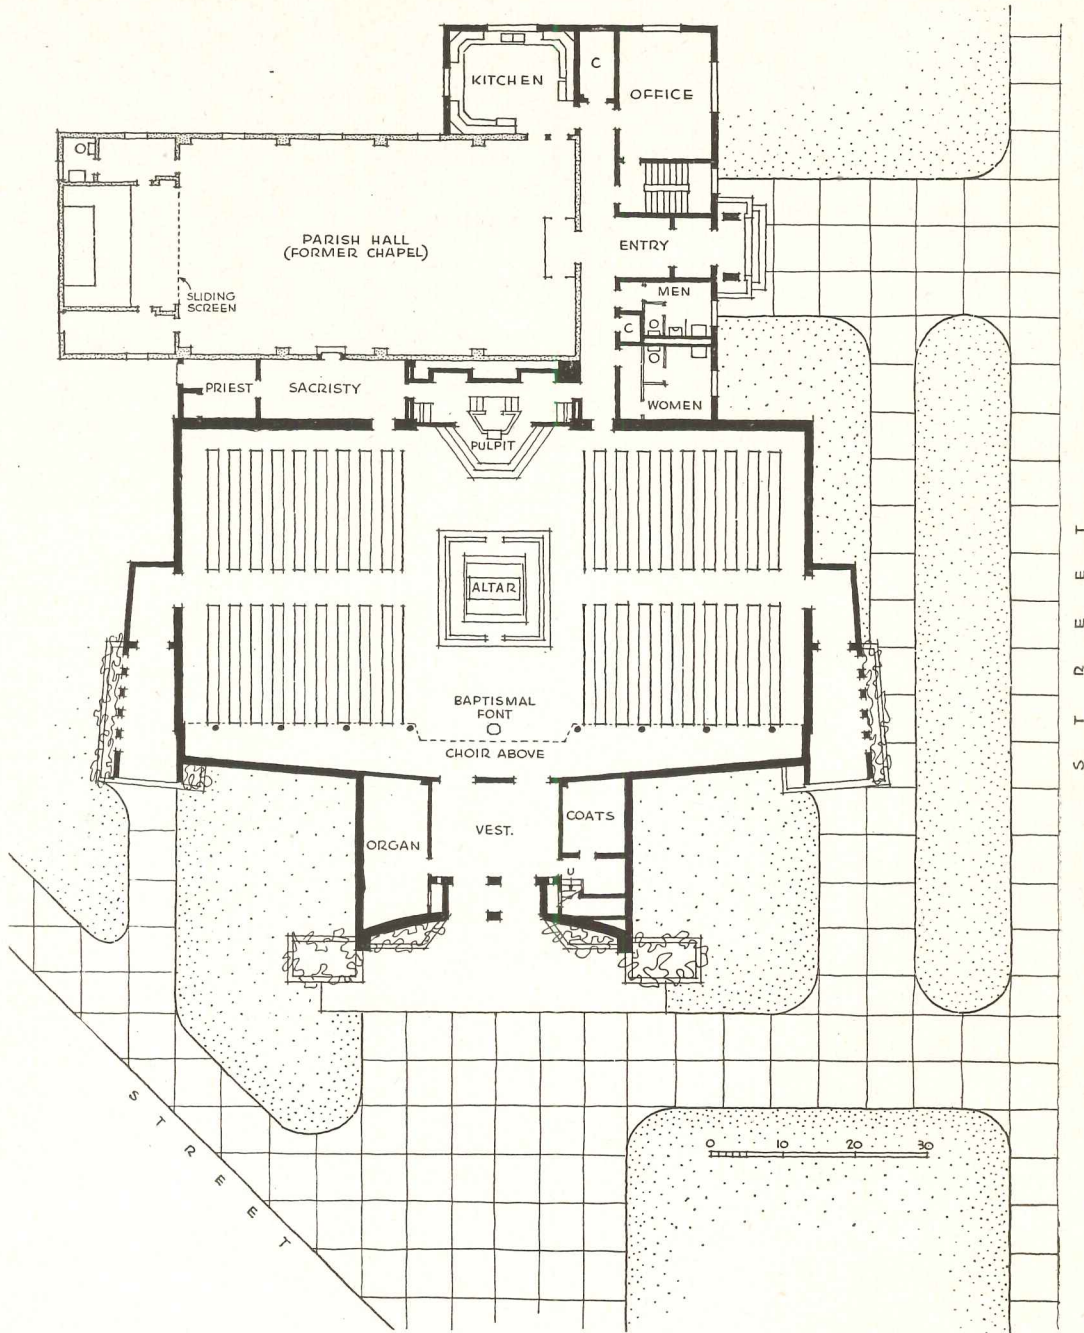 KITCHEN
C
OFFICE
PARISH HALL
(FORMER CHAPEL)
ENTRY
SLIDING
SCREEN
MEN
C
PRIEST
SACRISTY
WOMEN
PULPIT
ALTAR
STREET
BAPTISMAL
FONT
CHOIR ABOVE
ORGAN
VEST.
COATS
U
STREET
0 10 20 30